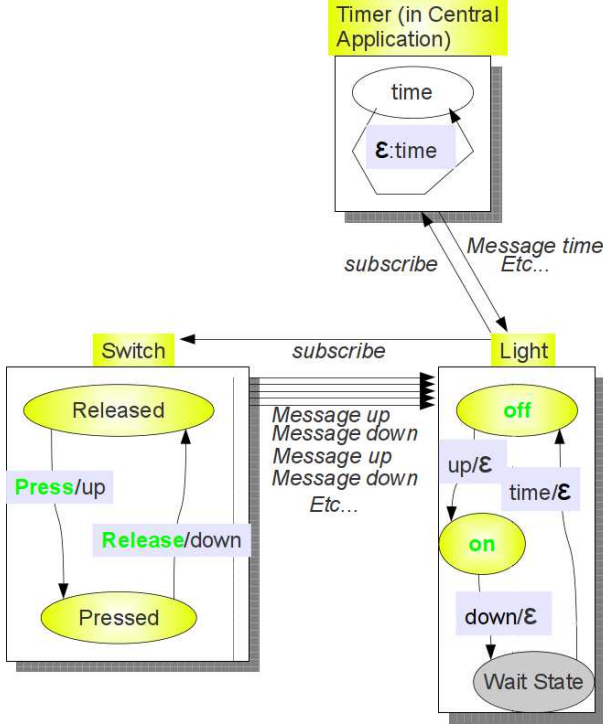 Timer (in Central
Application)
time
ε:time
Message time
Etc...
subscribe
Switch
subscribe
Light
Released
Message up
Message down
Message up
Message down
Etc...
off
Press/up
up/ε
time/ε
Release/down
on
down/ε
Pressed
Wait State